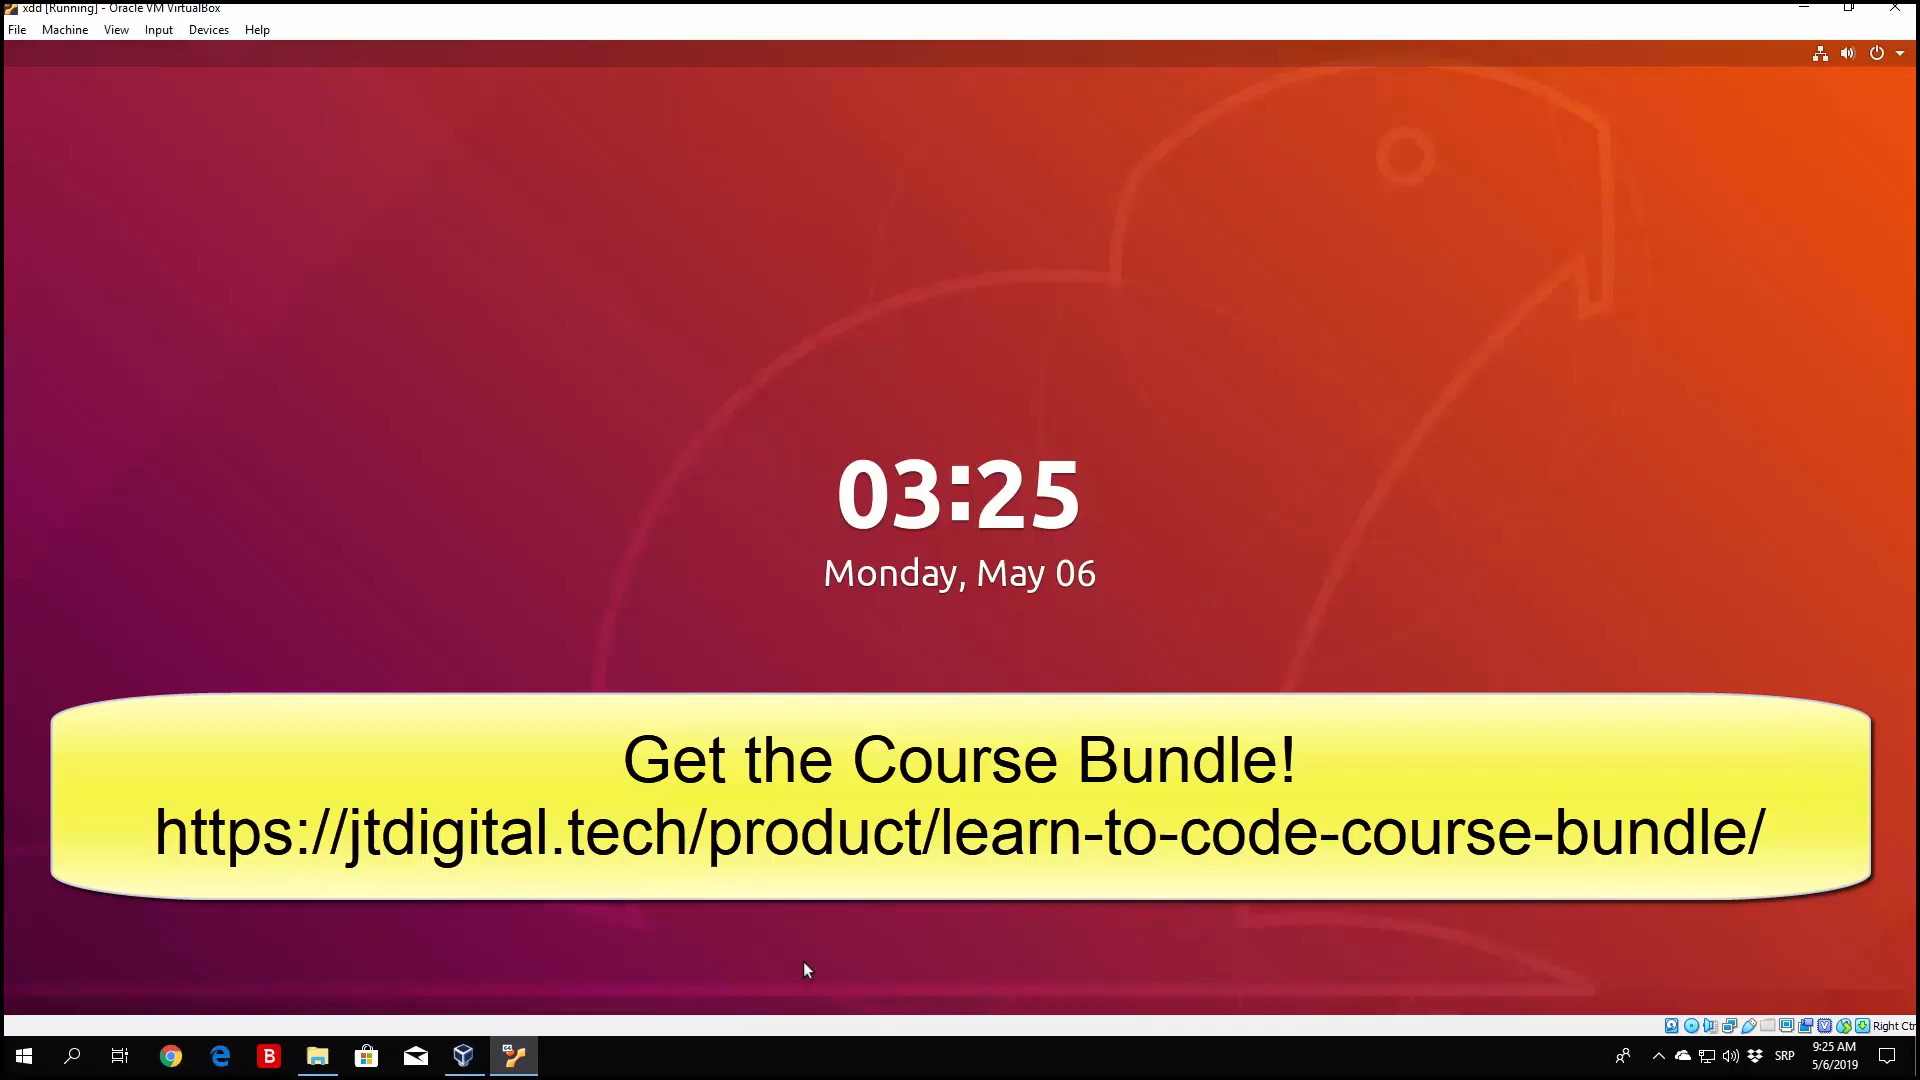 xdd [Running] - Oracle VM VirtualBox
File Machine View Input Devices Help
03:25
Monday, May 06
Get the Course Bundle!
https://jtdigital.tech/product/learn-to-code-course-bundle/
Right Ctr
B
SRP
9:25 AM
5/6/2019